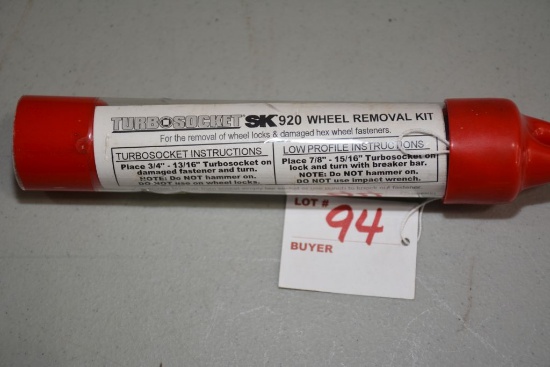 TURBOSOCKET SK 920 WHEEL REMOVAL KIT
For the removal of wheel locks & damaged hex wheel fasteners.
TURBOSOCKET INSTRUCTIONS
Place 3/4" - 13/16" Turbosocket on
damaged fastener and turn.
NOTE: Do NOT hammer on.
DO NOT use on wheel locks.
LOW PROFILE INSTRUCTIONS
Place 7/8" - 15/16" Turbosocket on
lock and turn with breaker bar.
NOTE: Do NOT hammer on.
DO NOT use impact wrench.
LOT #
94
BUYER